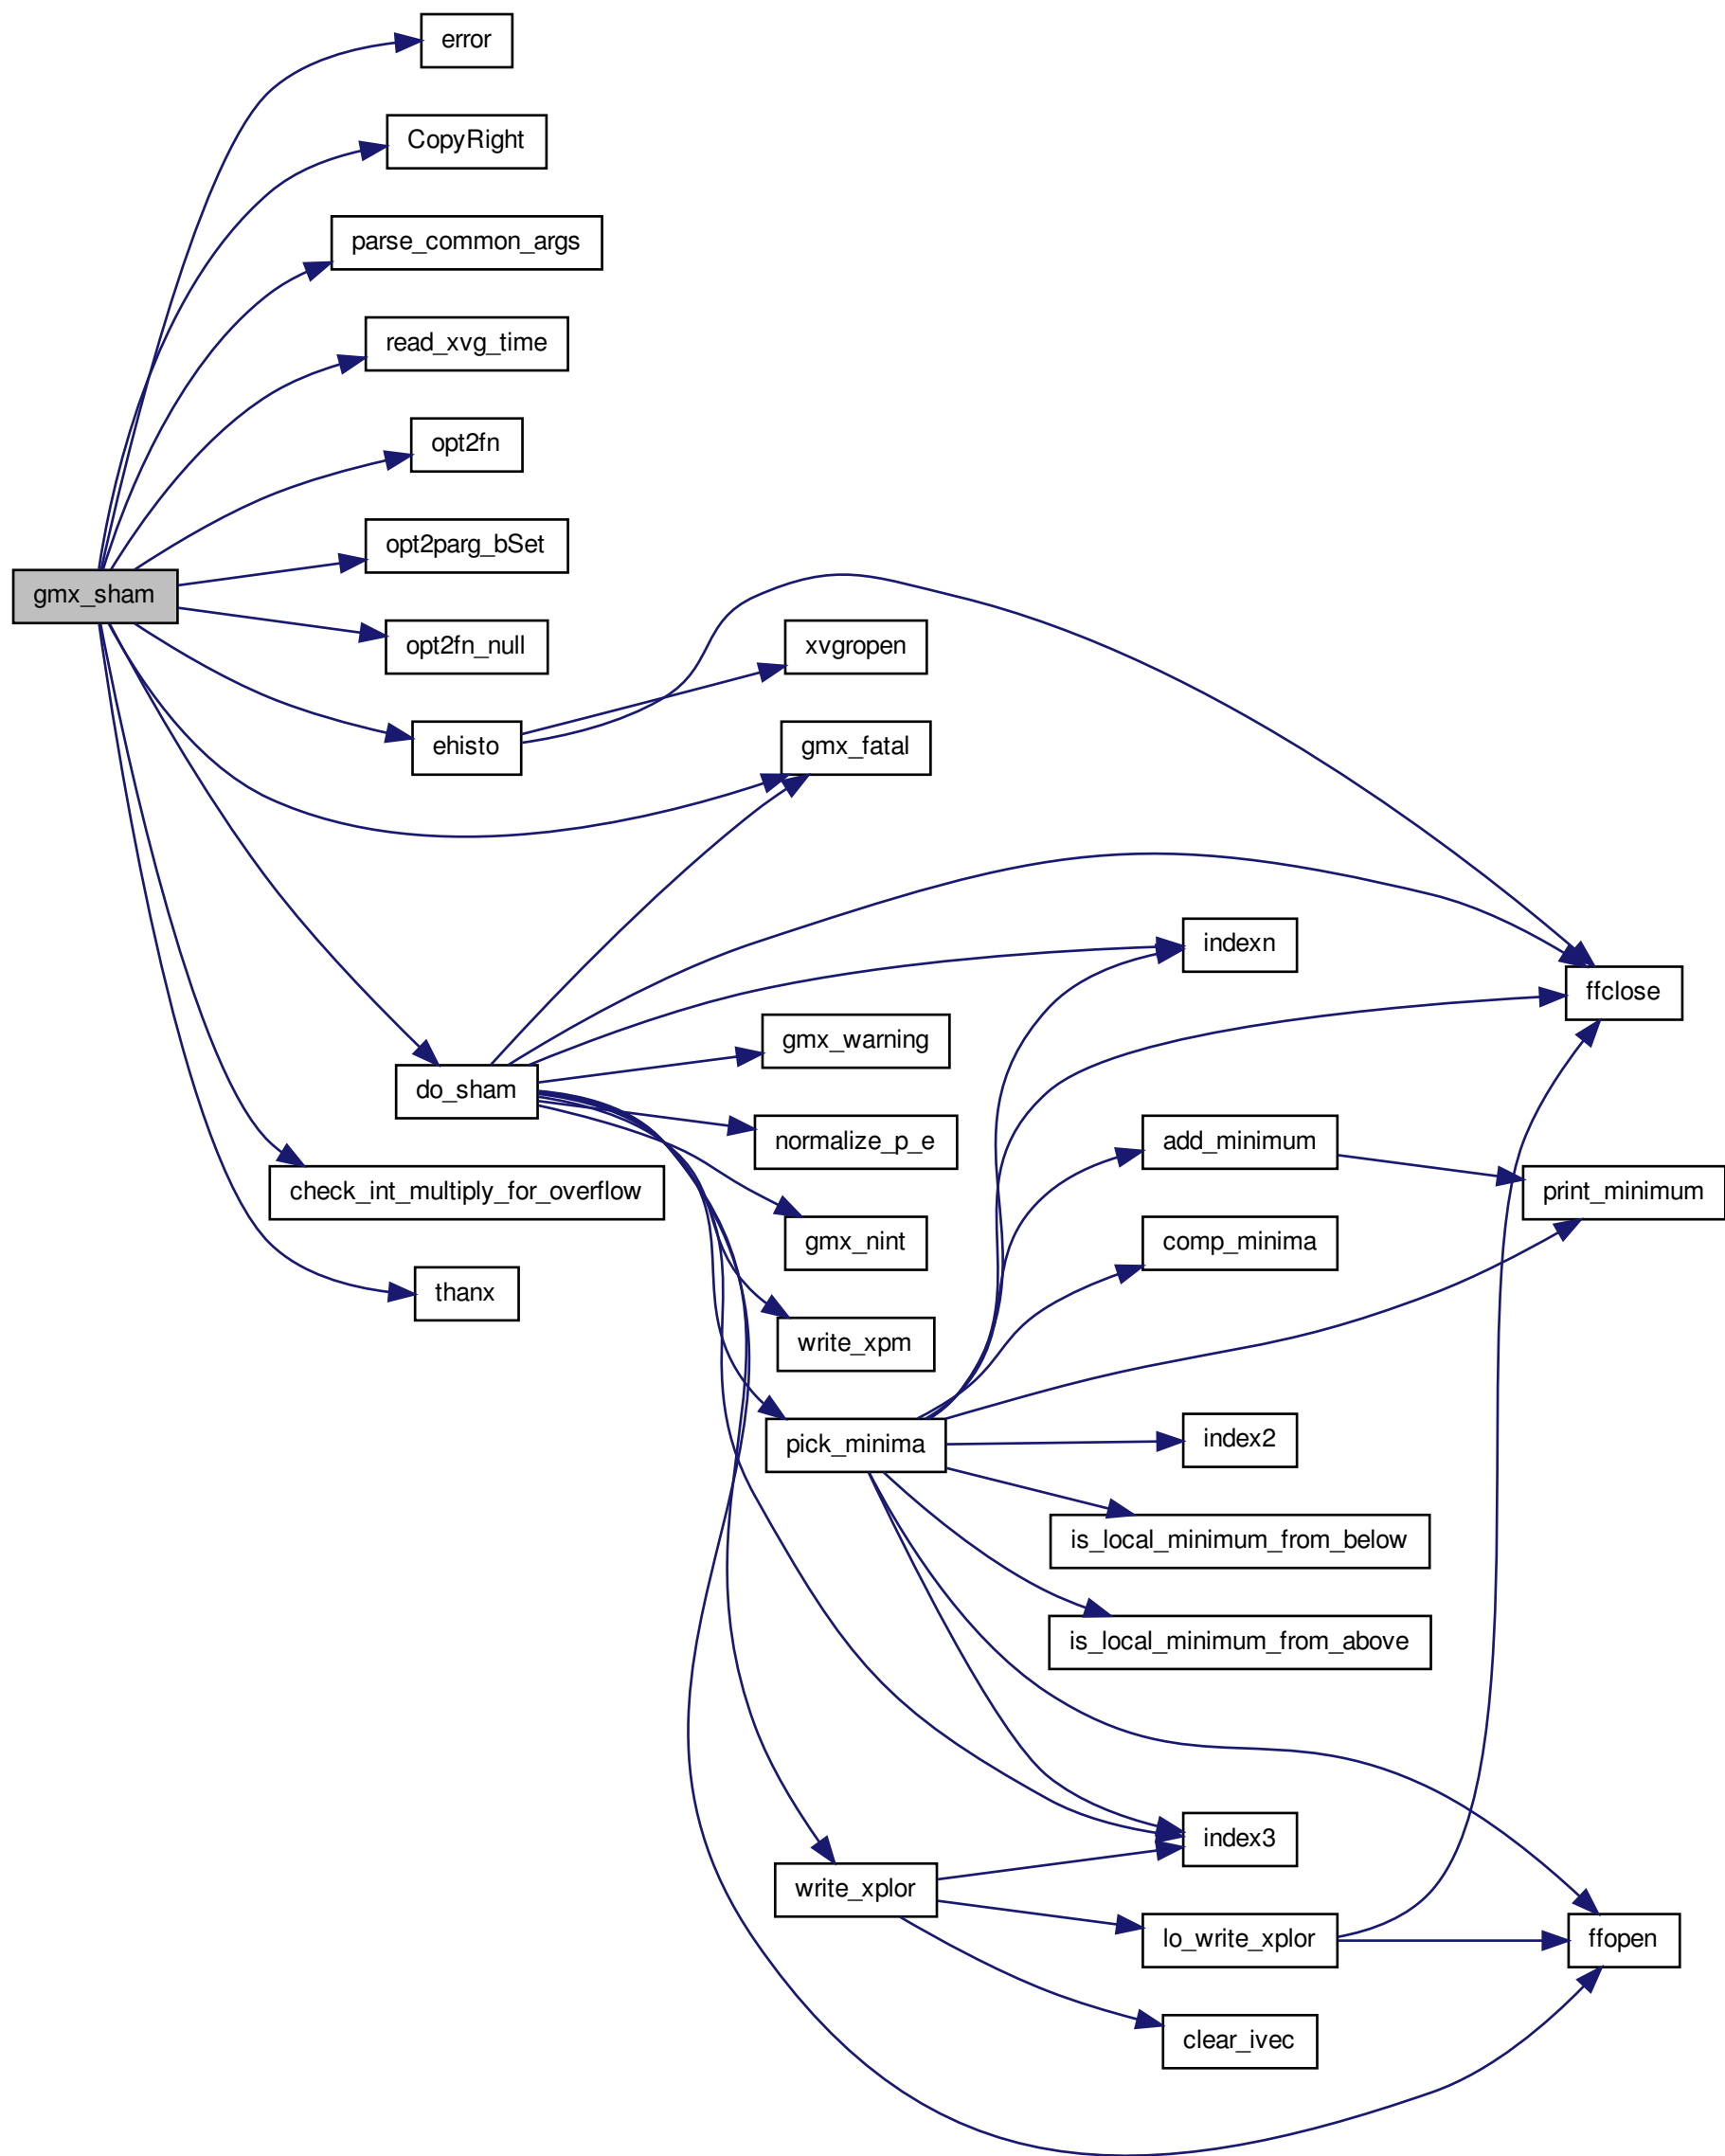 error
CopyRight
parse_common_args
read_xvg_time
opt2fn
opt2parg_bSet
gmx_sham
opt2fn_null
xvgropen
ehisto
gmx_fatal
indexn
ffclose
gmx_warning
do_sham
normalize_p_e
add_minimum
check_int_multiply_for_overflow
print_minimum
gmx_nint
comp_minima
thanx
write_xpm
pick_minima
index2
is_local_minimum_from_below
is_local_minimum_from_above
index3
write_xplor
lo_write_xplor
ffopen
clear_ivec